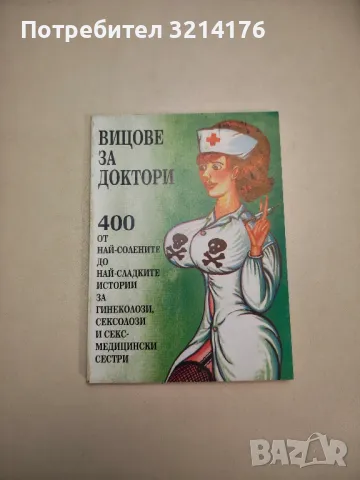 Потребител 3214176
ВИЦОВЕ
ЗА
ДОКТОРИ
400
ОТ
НАЙ-СОЛЕНИТЕ
ДО
НАЙ-СЛАДКИТЕ
ИСТОРИИ
ЗА
ГИНЕКОЛОЗИ,
СЕКСОЛОЗИ
И СЕКС-
МЕДИЦИНСКИ
СЕСТРИ
BAZAR